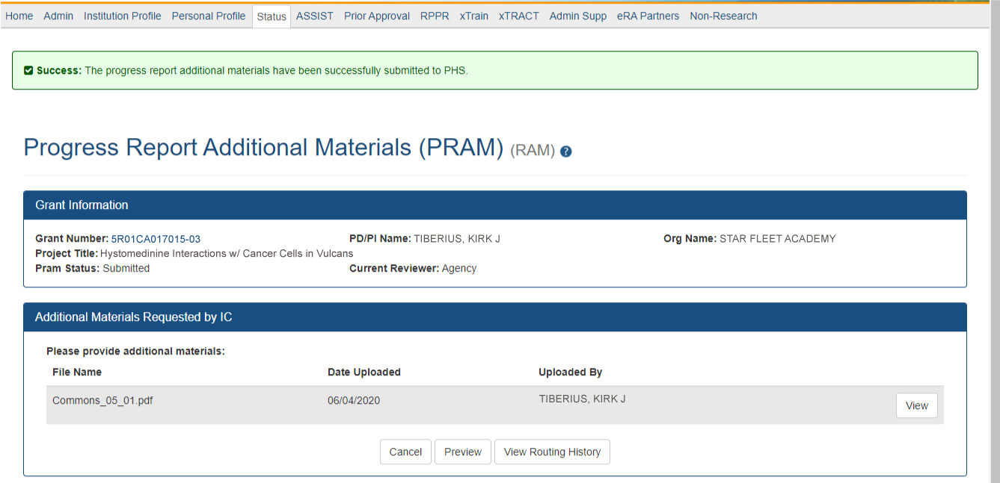 Home Admin Institution Profile Personal Profile Status ASSIST Prior Approval RPPR xTrain xTRACT Admin Supp eRA Partners Non-Research
Success: The progress report additional materials have been successfully submitted to PHS.
Progress Report Additional Materials (PRAM) (RAM) ?
Grant Information
Grant Number: 5R01CA017015-03 PD/PI Name: TIBERIUS, KIRK J Org Name: STAR FLEET ACADEMY
Project Title: Hystomedinine Interactions w/ Cancer Cells in Vulcans
Pram Status: Submitted Current Reviewer: Agency
Additional Materials Requested by IC
Please provide additional materials:
File Name Date Uploaded Uploaded By
Commons_05_01.pdf 06/04/2020 TIBERIUS, KIRK J View
Cancel Preview View Routing History